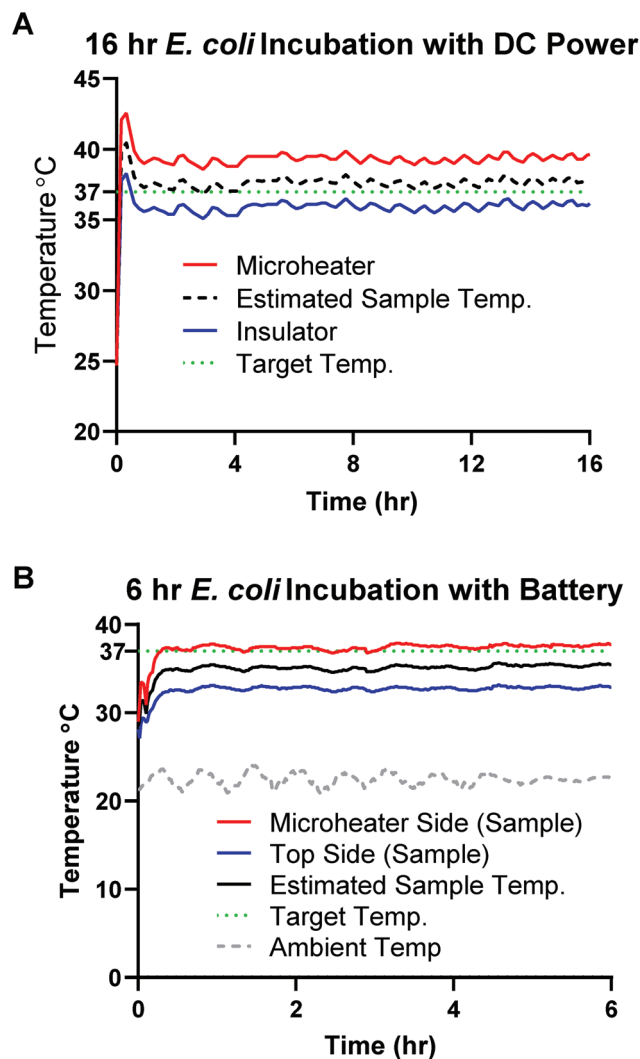 A
16 hr E. coli Incubation with DC Power
45
40
37
35
30
25
20
Temperature °C
Microheater
Estimated Sample Temp.
Insulator
Target Temp.
0
4
8
12
16
Time (hr)
B
6 hr E. coli Incubation with Battery
40
37
30
20
10
0
Temperature °C
Microheater Side (Sample)
Top Side (Sample)
Estimated Sample Temp.
Target Temp.
Ambient Temp
0
2
4
6
Time (hr)